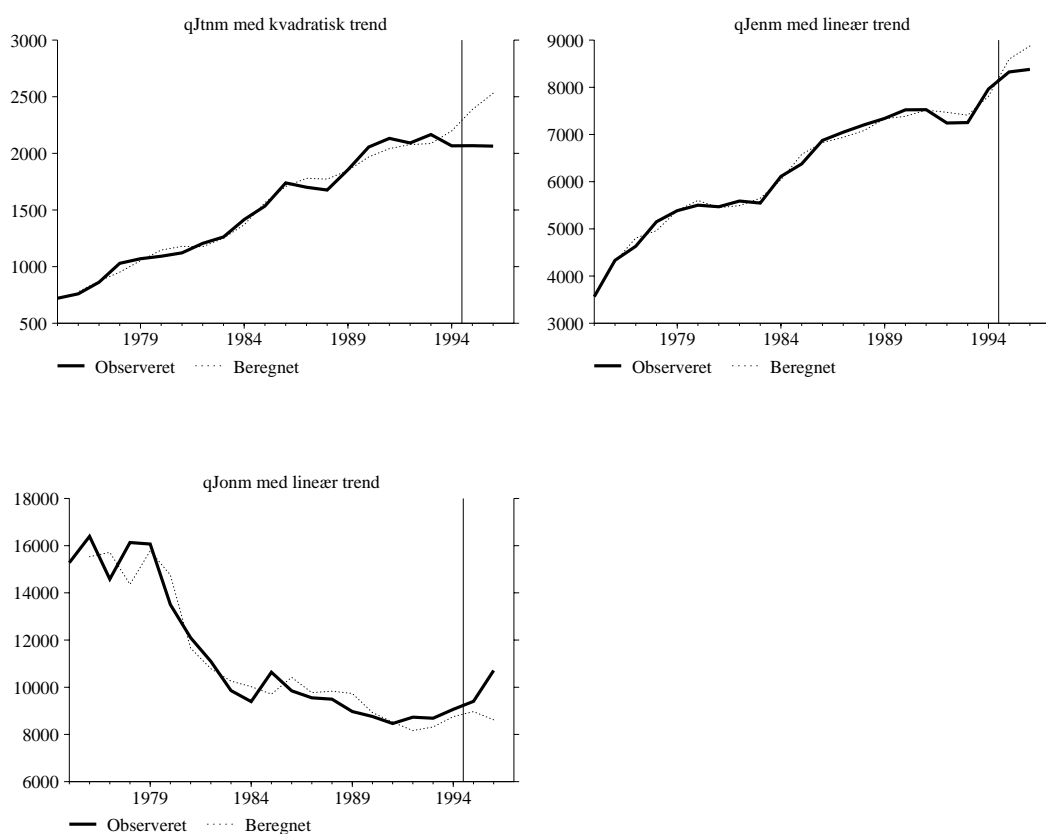 qJtnm med kvadratisk trend
3000
2500
2000
1500
1000
500
1979 1984 1989 1994
Observeret Beregnet
qJenm med lineær trend
9000
8000
7000
6000
5000
4000
3000
1979 1984 1989 1994
Observeret Beregnet
qJonm med lineær trend
18000
16000
14000
12000
10000
8000
6000
1979 1984 1989 1994
Observeret Beregnet